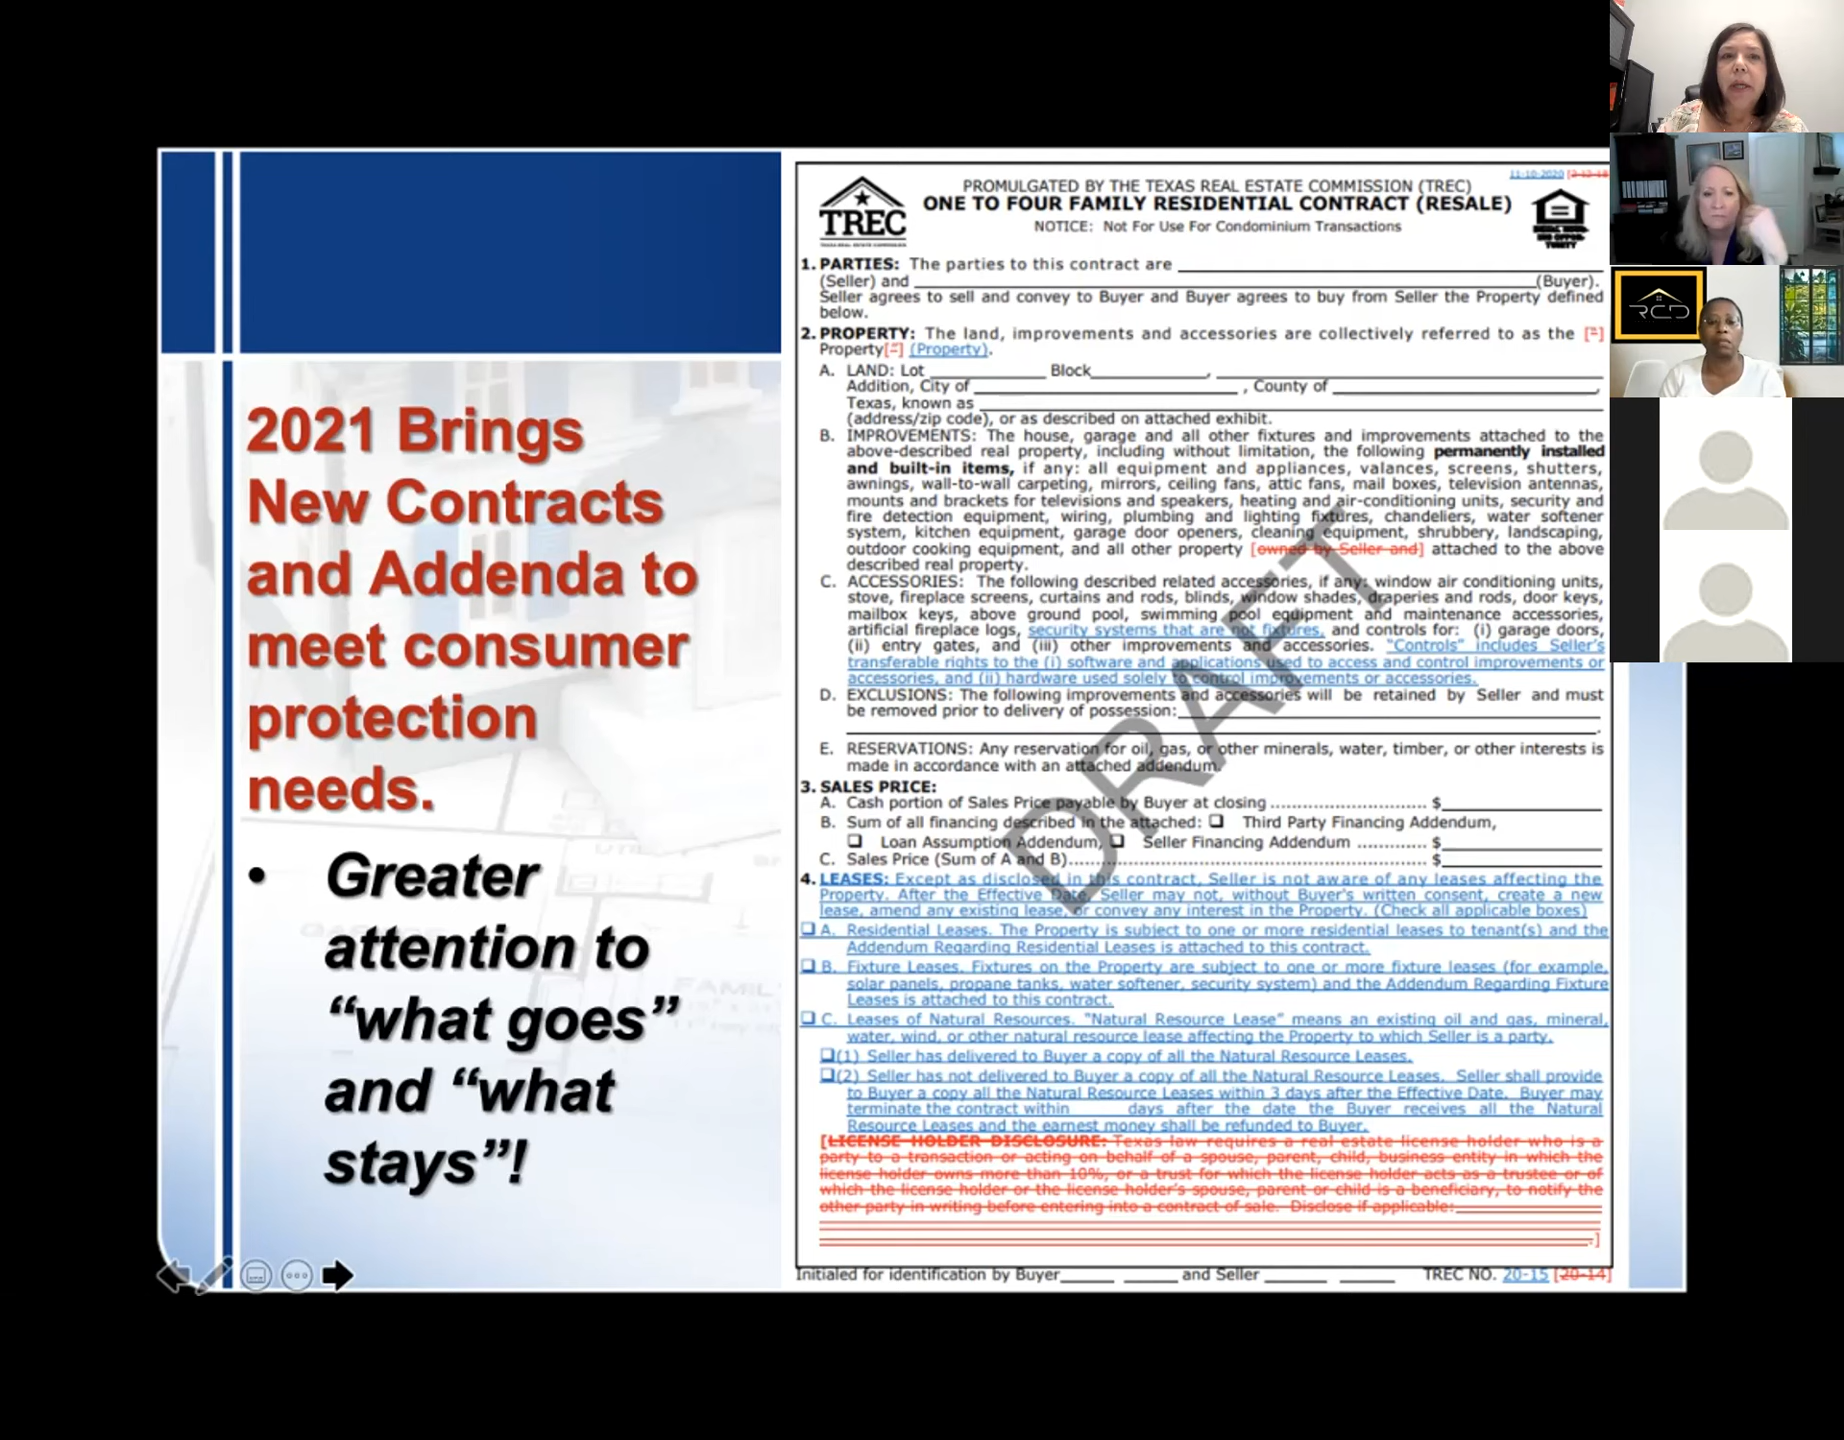 2021 Brings
New Contracts
and Addenda to
meet consumer
protection
needs.
• Greater
attention to
“what goes”
and “what
stays”!
11-10-2020 [2-12-18
TREC
TEXAS REAL ESTATE COMMISSION
PROMULGATED BY THE TEXAS REAL ESTATE COMMISSION (TREC)
ONE TO FOUR FAMILY RESIDENTIAL CONTRACT (RESALE)
NOTICE: Not For Use For Condominium Transactions
1. PARTIES: The parties to this contract are
(Seller) and (Buyer).
Seller agrees to sell and convey to Buyer and Buyer agrees to buy from Seller the Property defined
below.
2. PROPERTY: The land, improvements and accessories are collectively referred to as the ["]
Property["] (Property).
A. LAND: Lot Block ,
Addition, City of , County of ,
Texas, known as
(address/zip code), or as described on attached exhibit.
B. IMPROVEMENTS: The house, garage and all other fixtures and improvements attached to the
above-described real property, including without limitation, the following permanently installed
and built-in items, if any: all equipment and appliances, valances, screens, shutters,
awnings, wall-to-wall carpeting, mirrors, ceiling fans, attic fans, mail boxes, television antennas,
mounts and brackets for televisions and speakers, heating and air-conditioning units, security and
fire detection equipment, wiring, plumbing and lighting fixtures, chandeliers, water softener
system, kitchen equipment, garage door openers, cleaning equipment, shrubbery, landscaping,
outdoor cooking equipment, and all other property [owned by Seller and] attached to the above
described real property.
C. ACCESSORIES: The following described related accessories, if any: window air conditioning units,
stove, fireplace screens, curtains and rods, blinds, window shades, draperies and rods, door keys,
mailbox keys, above ground pool, swimming pool equipment and maintenance accessories,
artificial fireplace logs, security systems that are not fixtures, and controls for: (i) garage doors,
(ii) entry gates, and (iii) other improvements and accessories. "Controls" includes Seller's
transferable rights to the (i) software and applications used to access and control improvements or
accessories, and (ii) hardware used solely to control improvements or accessories.
D. EXCLUSIONS: The following improvements and accessories will be retained by Seller and must
be removed prior to delivery of possession:
.
E. RESERVATIONS: Any reservation for oil, gas, or other minerals, water, timber, or other interests is
made in accordance with an attached addendum.
3. SALES PRICE:
A. Cash portion of Sales Price payable by Buyer at closing ............................... $
B. Sum of all financing described in the attached: ❑ Third Party Financing Addendum,
❑ Loan Assumption Addendum, ❑ Seller Financing Addendum ............. $
C. Sales Price (Sum of A and B)...................................................................... $
4. LEASES: Except as disclosed in this contract, Seller is not aware of any leases affecting the
Property. After the Effective Date, Seller may not, without Buyer's written consent, create a new
lease, amend any existing lease, or convey any interest in the Property. (Check all applicable boxes)
❑ A. Residential Leases. The Property is subject to one or more residential leases to tenant(s) and the
Addendum Regarding Residential Leases is attached to this contract.
❑ B. Fixture Leases. Fixtures on the Property are subject to one or more fixture leases (for example,
solar panels, propane tanks, water softener, security system) and the Addendum Regarding Fixture
Leases is attached to this contract.
❑ C. Leases of Natural Resources. "Natural Resource Lease" means an existing oil and gas, mineral,
water, wind, or other natural resource lease affecting the Property to which Seller is a party.
❑(1) Seller has delivered to Buyer a copy of all the Natural Resource Leases.
❑(2) Seller has not delivered to Buyer a copy of all the Natural Resource Leases. Seller shall provide
to Buyer a copy all the Natural Resource Leases within 3 days after the Effective Date. Buyer may
terminate the contract within days after the date the Buyer receives all the Natural
Resource Leases and the earnest money shall be refunded to Buyer.
[LICENSE HOLDER DISCLOSURE: Texas law requires a real estate license holder who is a
party to a transaction or acting on behalf of a spouse, parent, child, business entity in which the
license holder owns more than 10%, or a trust for which the license holder acts as a trustee or of
which the license holder or the license holder's spouse, parent or child is a beneficiary, to notify the
other party in writing before entering into a contract of sale. Disclose if applicable:
.]
Initialed for identification by Buyer and Seller TREC NO. 20-15 [20-14]
DRAFT
RCD